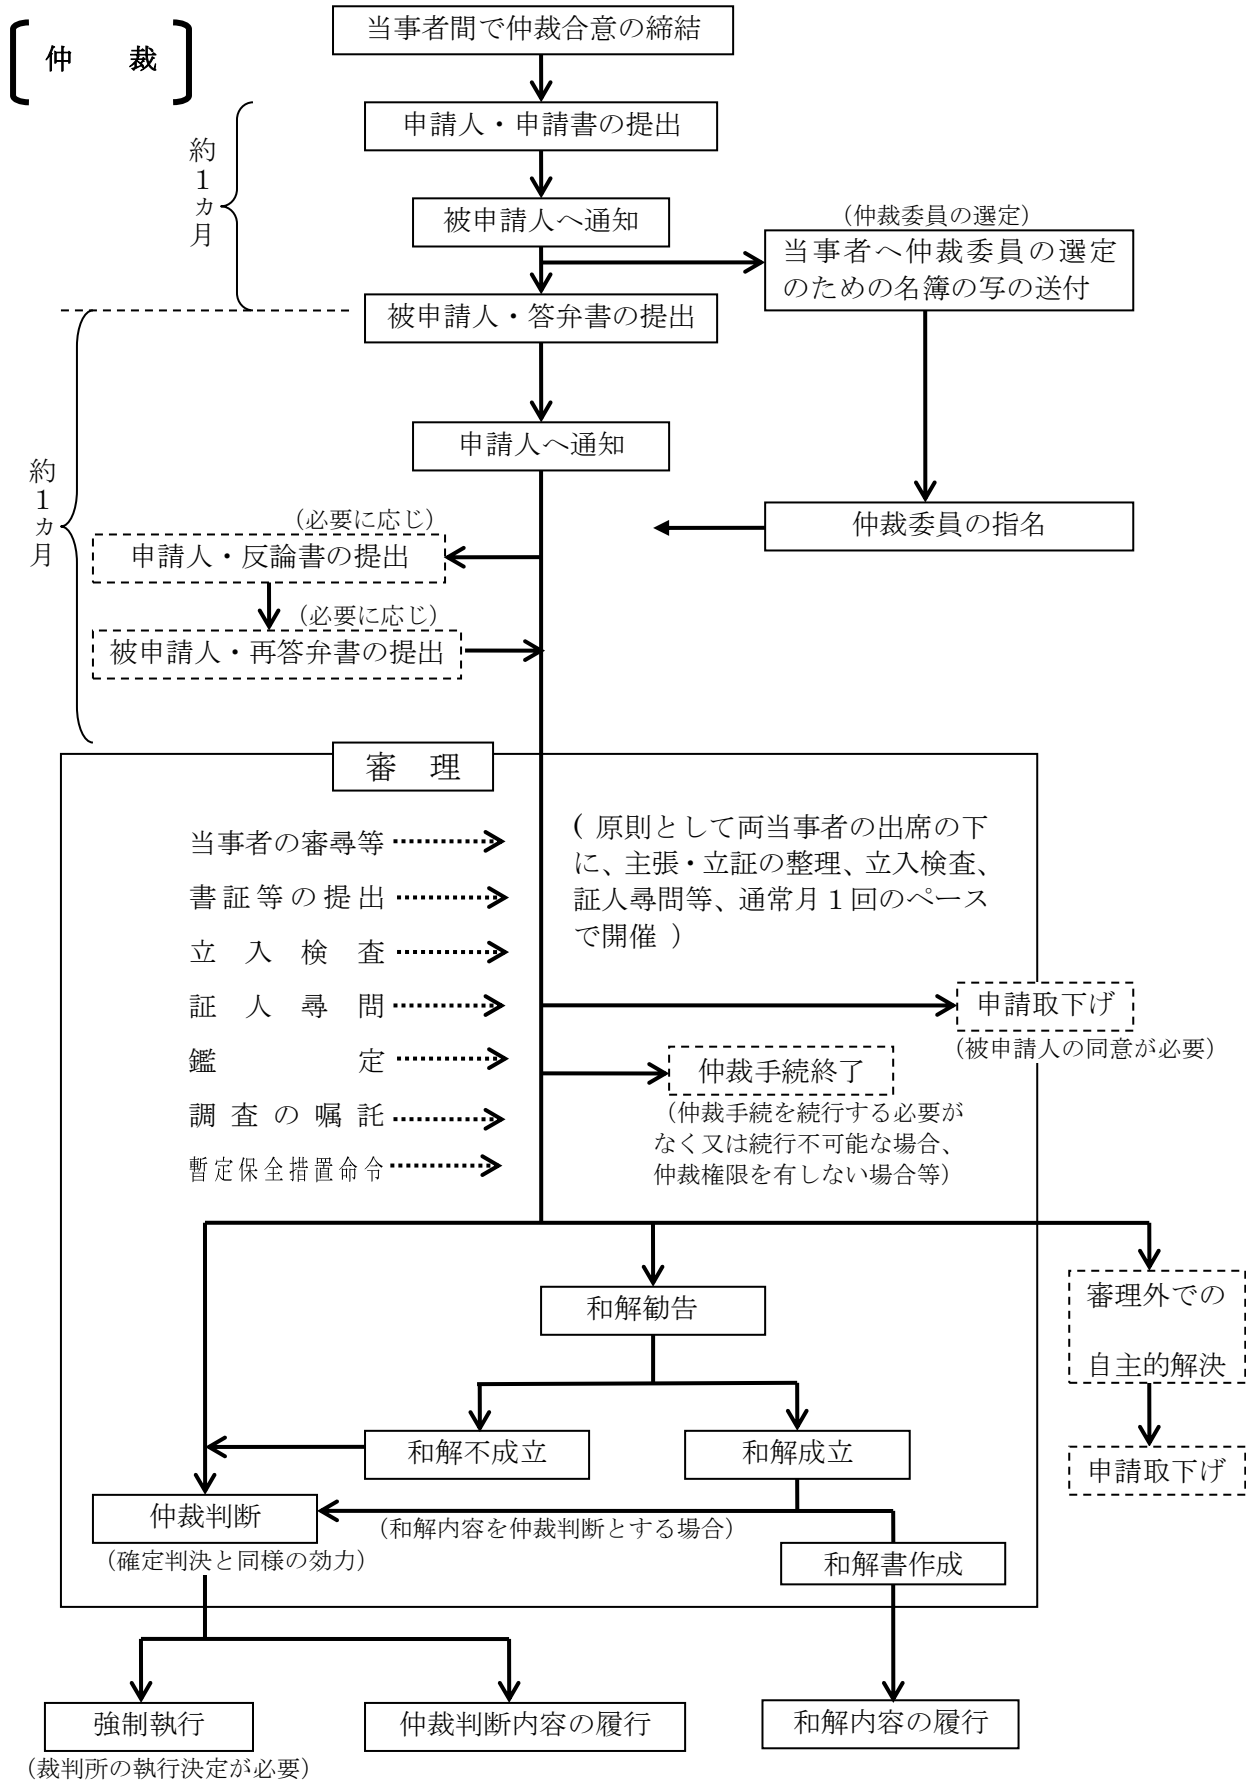 仲　裁
当事者間で仲裁合意の締結
申請人・申請書の提出
約１ヵ月
被申請人へ通知
（仲裁委員の選定）
当事者へ仲裁委員の選定
のための名簿の写の送付
被申請人・答弁書の提出
申請人へ通知
約１ヵ月
仲裁委員の指名
（必要に応じ）
申請人・反論書の提出
（必要に応じ）
被申請人・再答弁書の提出
審　理
当事者の審尋等
書証等の提出
立入検査
証人尋問
鑑定
調査の嘱託
暫定保全措置命令
( 原則として両当事者の出席の下
に、主張・立証の整理、立入検査、
証人尋問等、通常月１回のペース
で開催 ）
申請取下げ
（被申請人の同意が必要）
仲裁手続終了
（仲裁手続を続行する必要が
なく又は続行不可能な場合、
仲裁権限を有しない場合等）
和解勧告
審理外での
自主的解決
和解不成立
和解成立
申請取下げ
仲裁判断
（和解内容を仲裁判断とする場合）
（確定判決と同様の効力）
和解書作成
強制執行
仲裁判断内容の履行
和解内容の履行
（裁判所の執行決定が必要）